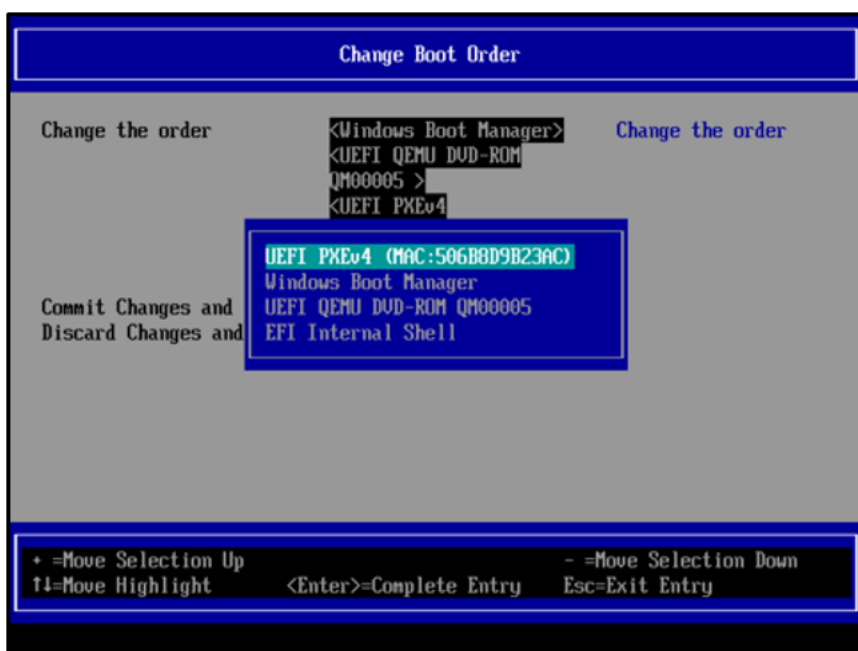 Change Boot Order
Change the order <Windows Boot Manager> Change the order
<UEFI QEMU DVD-ROM
QM00005 >
<UEFI PXEv4
UEFI PXEv4 (MAC:506B8D9B23AC)
Windows Boot Manager
Commit Changes and UEFI QEMU DVD-ROM QM00005
Discard Changes and EFI Internal Shell
+ =Move Selection Up - =Move Selection Down
↑↓=Move Highlight <Enter>=Complete Entry Esc=Exit Entry